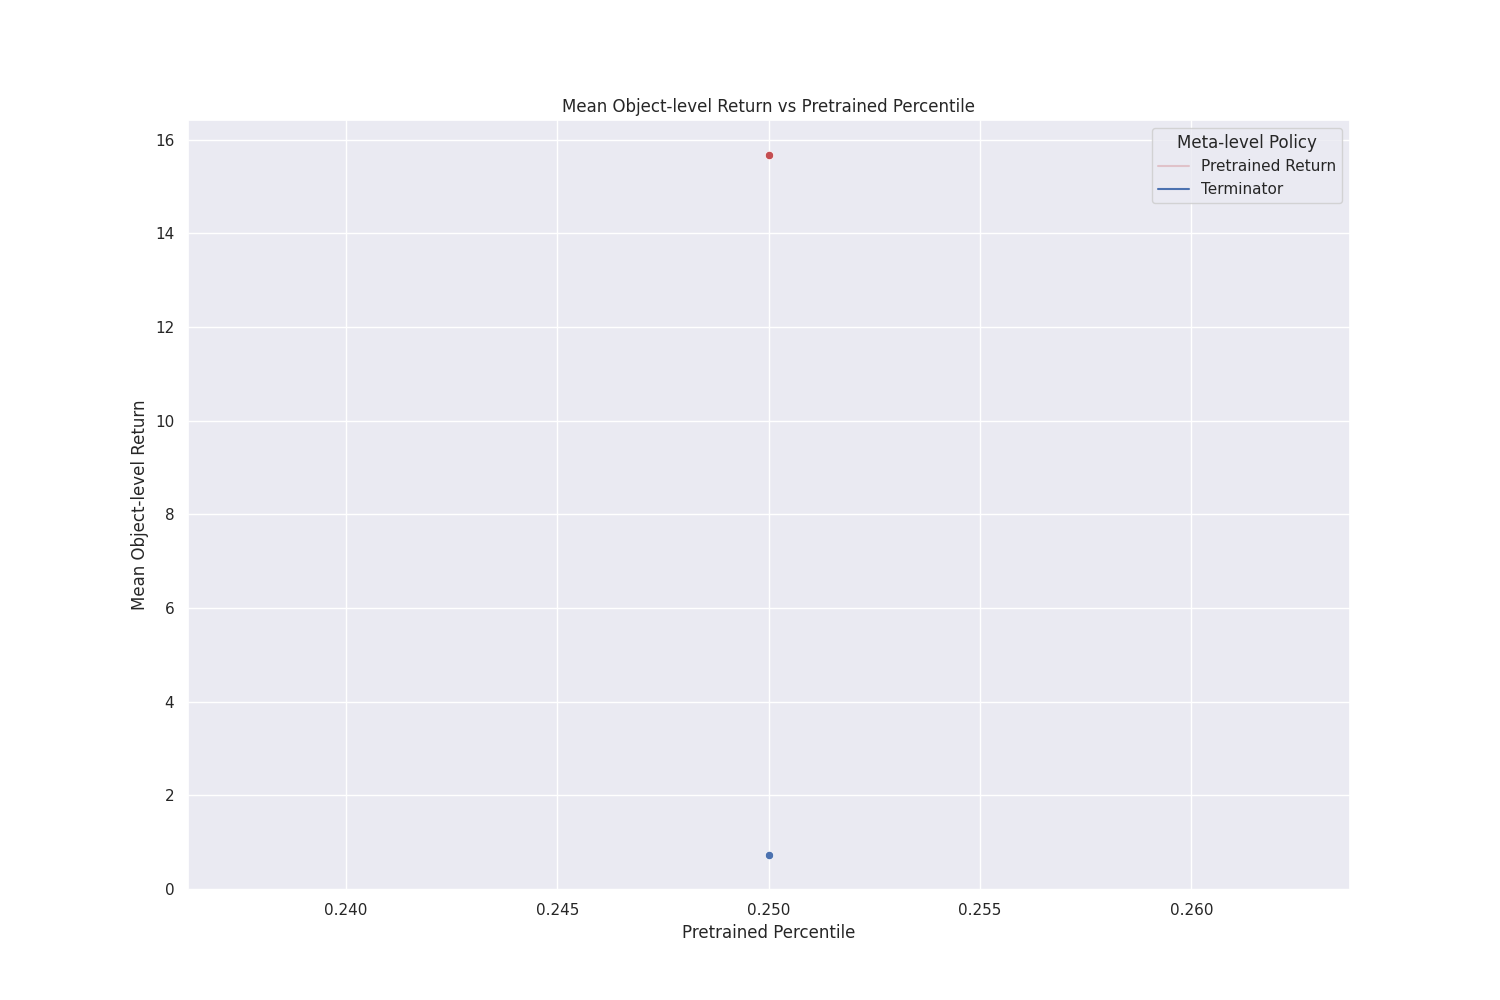 Mean Object-level Return vs Pretrained Percentile
Meta-level Policy
Pretrained Return
Terminator
16
14
12
10
8
6
4
2
0
Mean Object-level Return
0.240
0.245
0.250
0.255
0.260
Pretrained Percentile